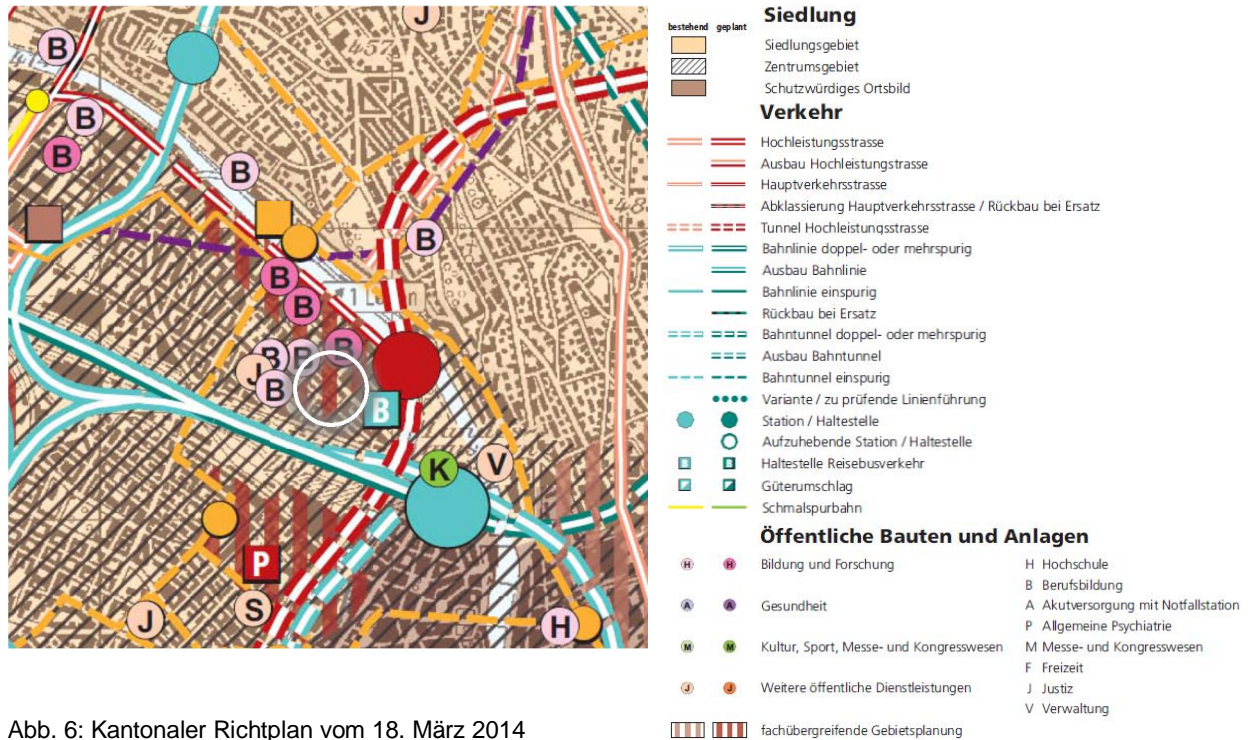 B
J
457
B
B
B
B
B
B
B
1 L
B
B
B
J
B
B
K
V
P
S
J
H
Abb. 6: Kantonaler Richtplan vom 18. März 2014
Siedlung
bestehend geplant
Siedlungsgebiet
Zentrumsgebiet
Schutzwürdiges Ortsbild
Verkehr
Hochleistungsstrasse
Ausbau Hochleistungstrasse
Hauptverkehrsstrasse
Abklassierung Hauptverkehrsstrasse / Rückbau bei Ersatz
Tunnel Hochleistungsstrasse
Bahnlinie doppel- oder mehrspurig
Ausbau Bahnlinie
Bahnlinie einspurig
Rückbau bei Ersatz
Bahntunnel doppel- oder mehrspurig
Ausbau Bahntunnel
Bahntunnel einspurig
Variante / zu prüfende Linienführung
Station / Haltestelle
Aufzuhebende Station / Haltestelle
B B Haltestelle Reisebusverkehr
Güterumschlag
Schmalspurbahn
Öffentliche Bauten und Anlagen
H H Bildung und Forschung
H Hochschule
B Berufsbildung
A A Gesundheit
A Akutversorgung mit Notfallstation
P Allgemeine Psychiatrie
M M Kultur, Sport, Messe- und Kongresswesen
M Messe- und Kongresswesen
F Freizeit
J J Weitere öffentliche Dienstleistungen
J Justiz
V Verwaltung
fachübergreifende Gebietsplanung